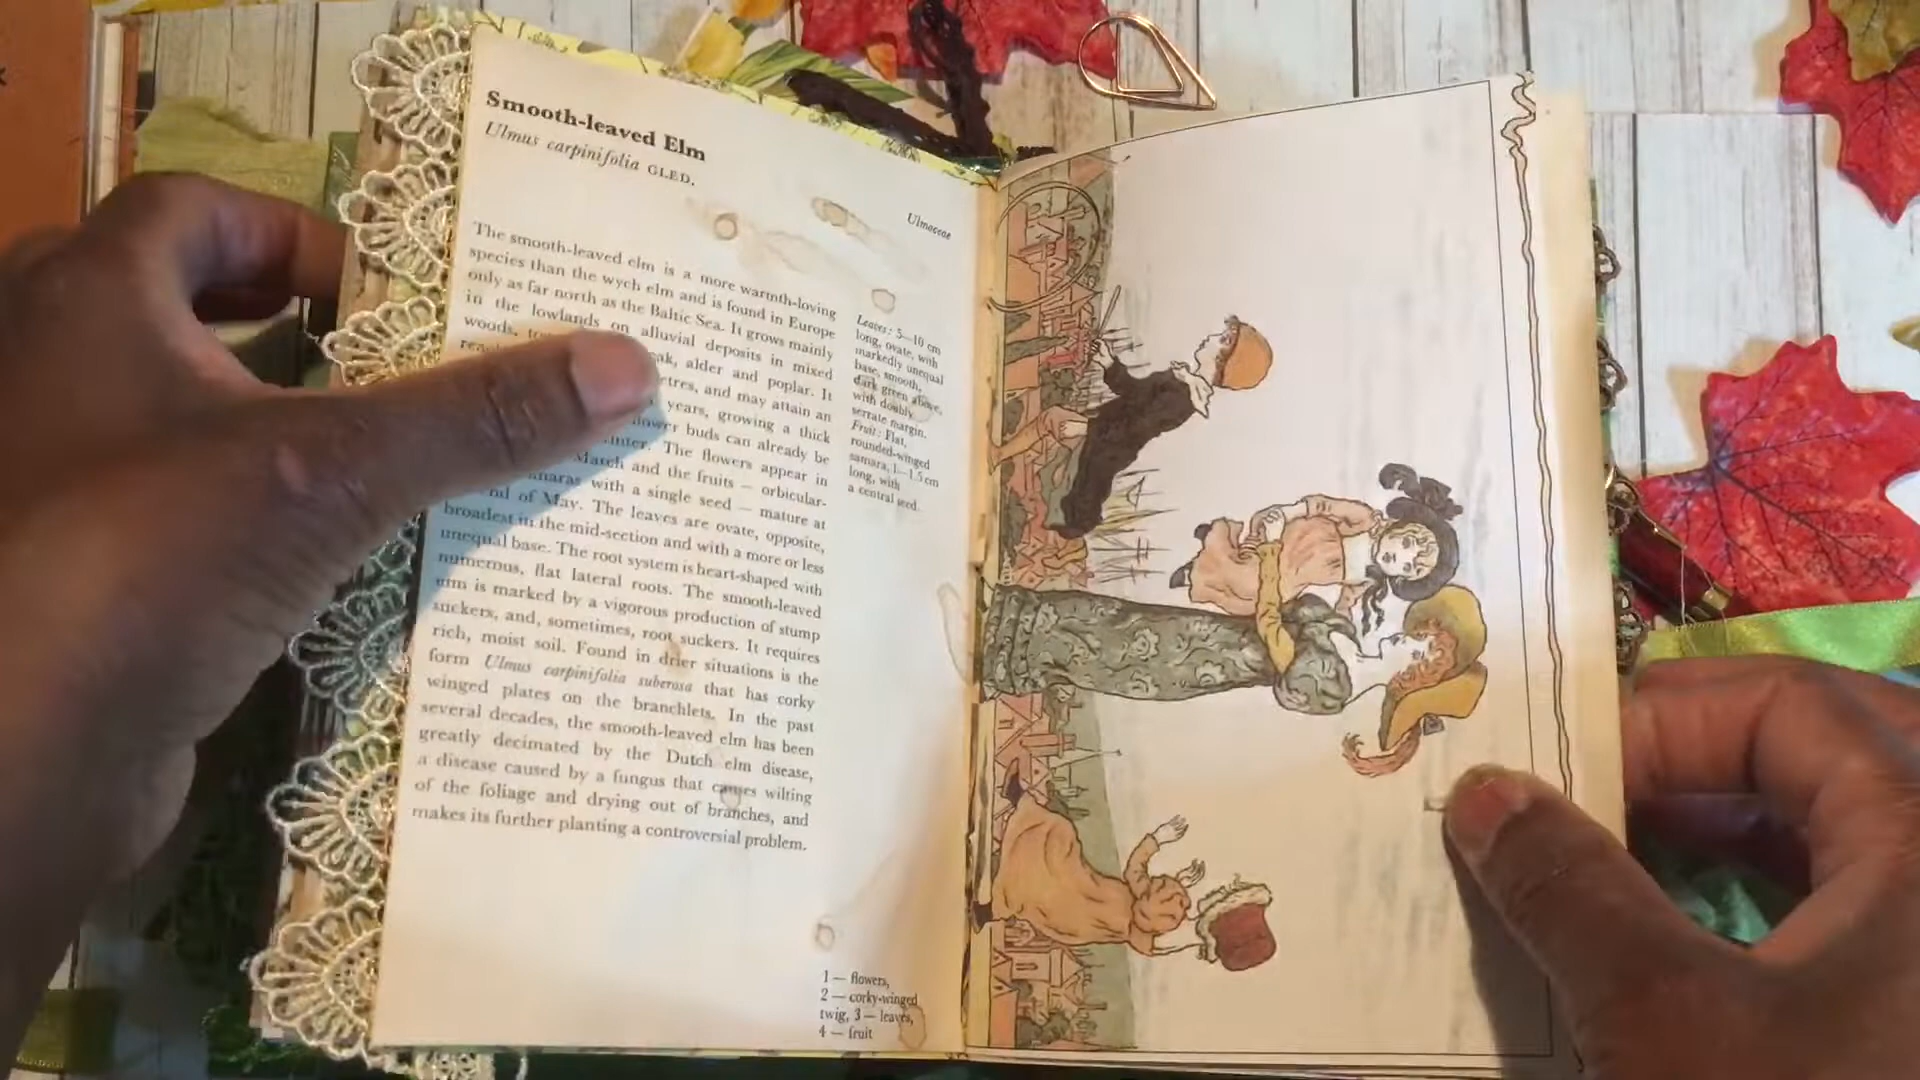 Smooth-leaved Elm
Ulmus carpinifolia GLED.
Ulmaceae
The smooth-leaved elm is a more warmth-loving
species than the wych elm and is found in Europe
only as far north as the Baltic Sea. It grows mainly
in the lowlands on alluvial deposits in mixed
woods, alder and poplar. It
and may attain an
years, growing a thick
flower buds can already be
The flowers appear in
March and the fruits — orbicular-
with a single seed — mature at
end of May. The leaves are ovate, opposite,
broadest in the mid-section and with a more or less
unequal base. The root system is heart-shaped with
numerous, flat lateral roots. The smooth-leaved
elm is marked by a vigorous production of stump
suckers, and, sometimes, root suckers. It requires
rich, moist soil. Found in drier situations is the
form Ulmus carpinifolia suberosa that has corky
winged plates on the branchlets. In the past
several decades, the smooth-leaved elm has been
greatly decimated by the Dutch elm disease,
a disease caused by a fungus that causes wilting
of the foliage and drying out of branches, and
makes its further planting a controversial problem.
Leaves: 5—10 cm
long, ovate, with
markedly unequal
base, smooth,
dark green above,
with doubly
serrate margin.
Fruit: Flat,
rounded-winged
samara, 1—1.5 cm
long, with
a central seed.
1 — flowers,
2 — corky-winged
twig, 3 — leaves,
4 — fruit